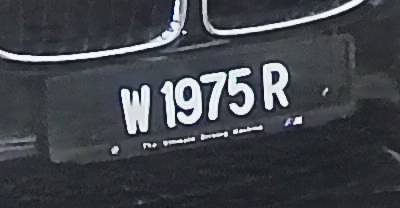 W 1975 R
The Ultimate Driving Machine